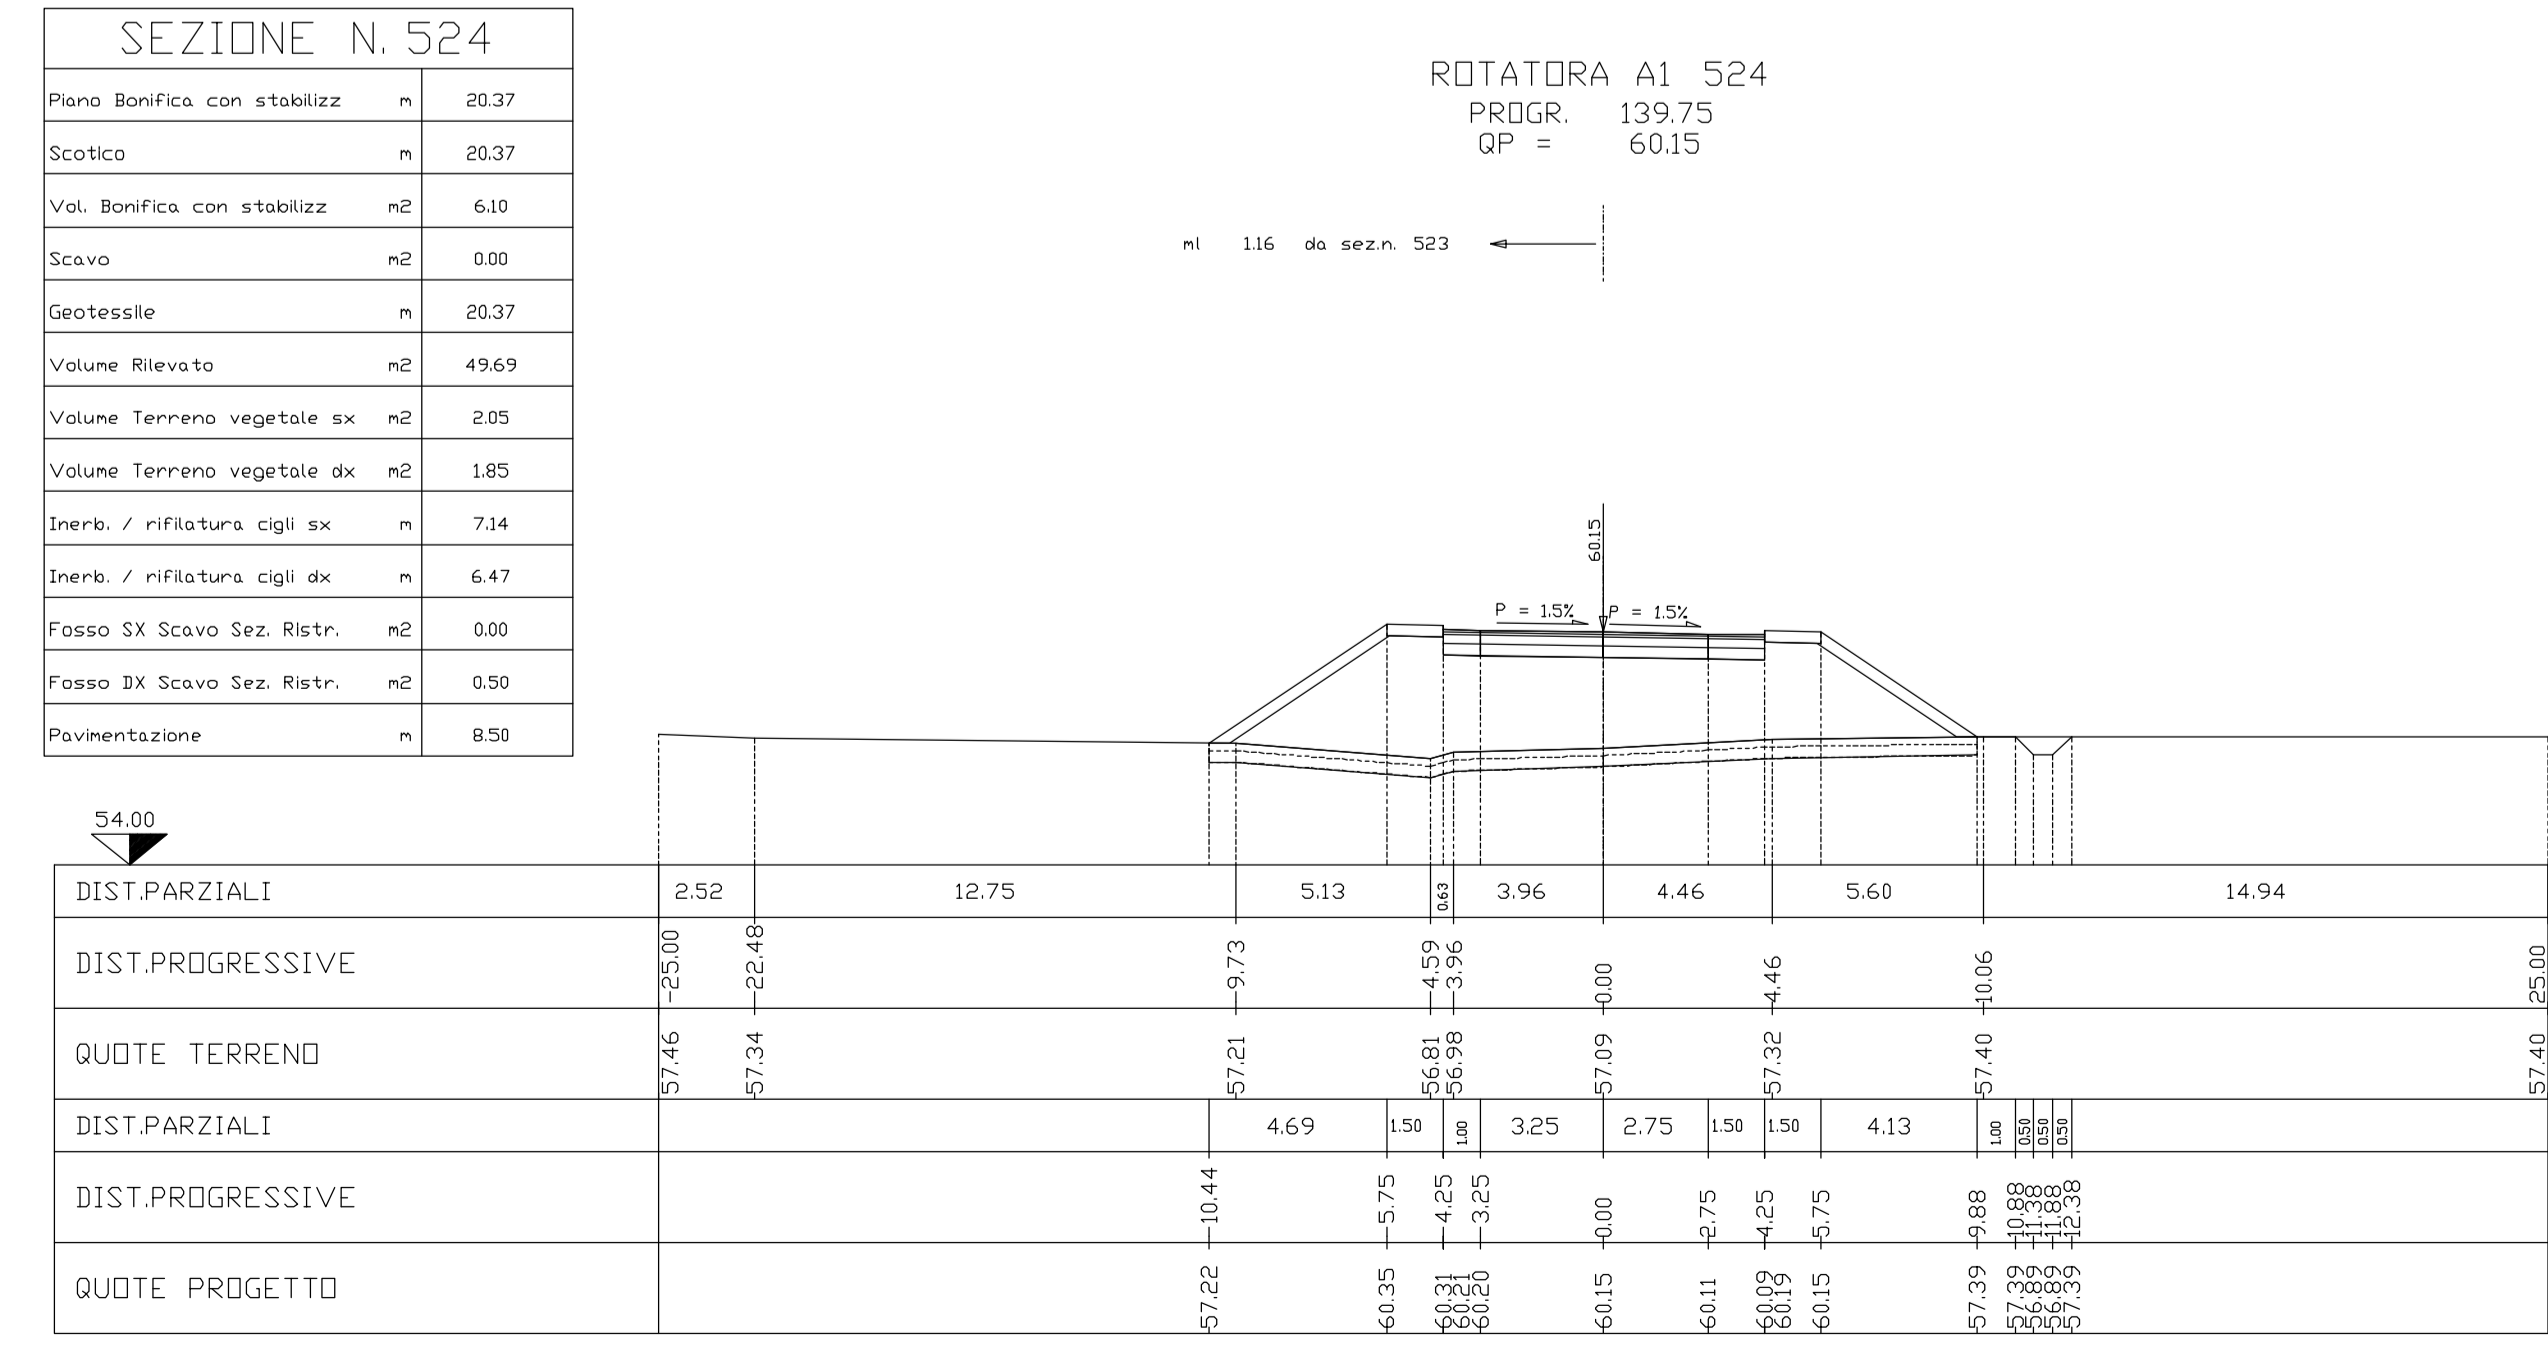 SEZIONE N. 524
Piano Bonifica con stabilizz m 20.37
Scotico m 20.37
Vol. Bonifica con stabilizz m2 6.10
Scavo m2 0.00
Geotessile m 20.37
Volume Rilevato m2 49.69
Volume Terreno vegetale sx m2 2.05
Volume Terreno vegetale dx m2 1.85
Inerb. / rifilatura cigli sx m 7.14
Inerb. / rifilatura cigli dx m 6.47
Fosso SX Scavo Sez. Ristr. m2 0.00
Fosso DX Scavo Sez. Ristr. m2 0.50
Pavimentazione m 8.50
ROTATORA A1 524
PROGR. 139.75
QP = 60.15
ml 1.16 da sez.n. 523
60.15
P = 1.5% P = 1.5%
54.00
DIST.PARZIALI 2.52 12.75 5.13 0.63 3.96 4.46 5.60 14.94
DIST.PROGRESSIVE -25.00 -22.48 -9.73 -4.59 -3.96 0.00 4.46 10.06 25.00
QUOTE TERRENO 57.46 57.34 57.21 56.81 56.98 57.09 57.32 57.40 57.40
DIST.PARZIALI 4.69 1.50 1.00 3.25 2.75 1.50 1.50 4.13 1.00 0.50 0.50 0.50
DIST.PROGRESSIVE -10.44 -5.75 -4.25 -3.25 0.00 2.75 4.25 5.75 9.88 10.88 11.38 11.88 12.38
QUOTE PROGETTO 57.22 60.35 60.31 60.21 60.20 60.15 60.11 60.09 60.19 60.15 57.39 57.39 56.89 56.89 57.39